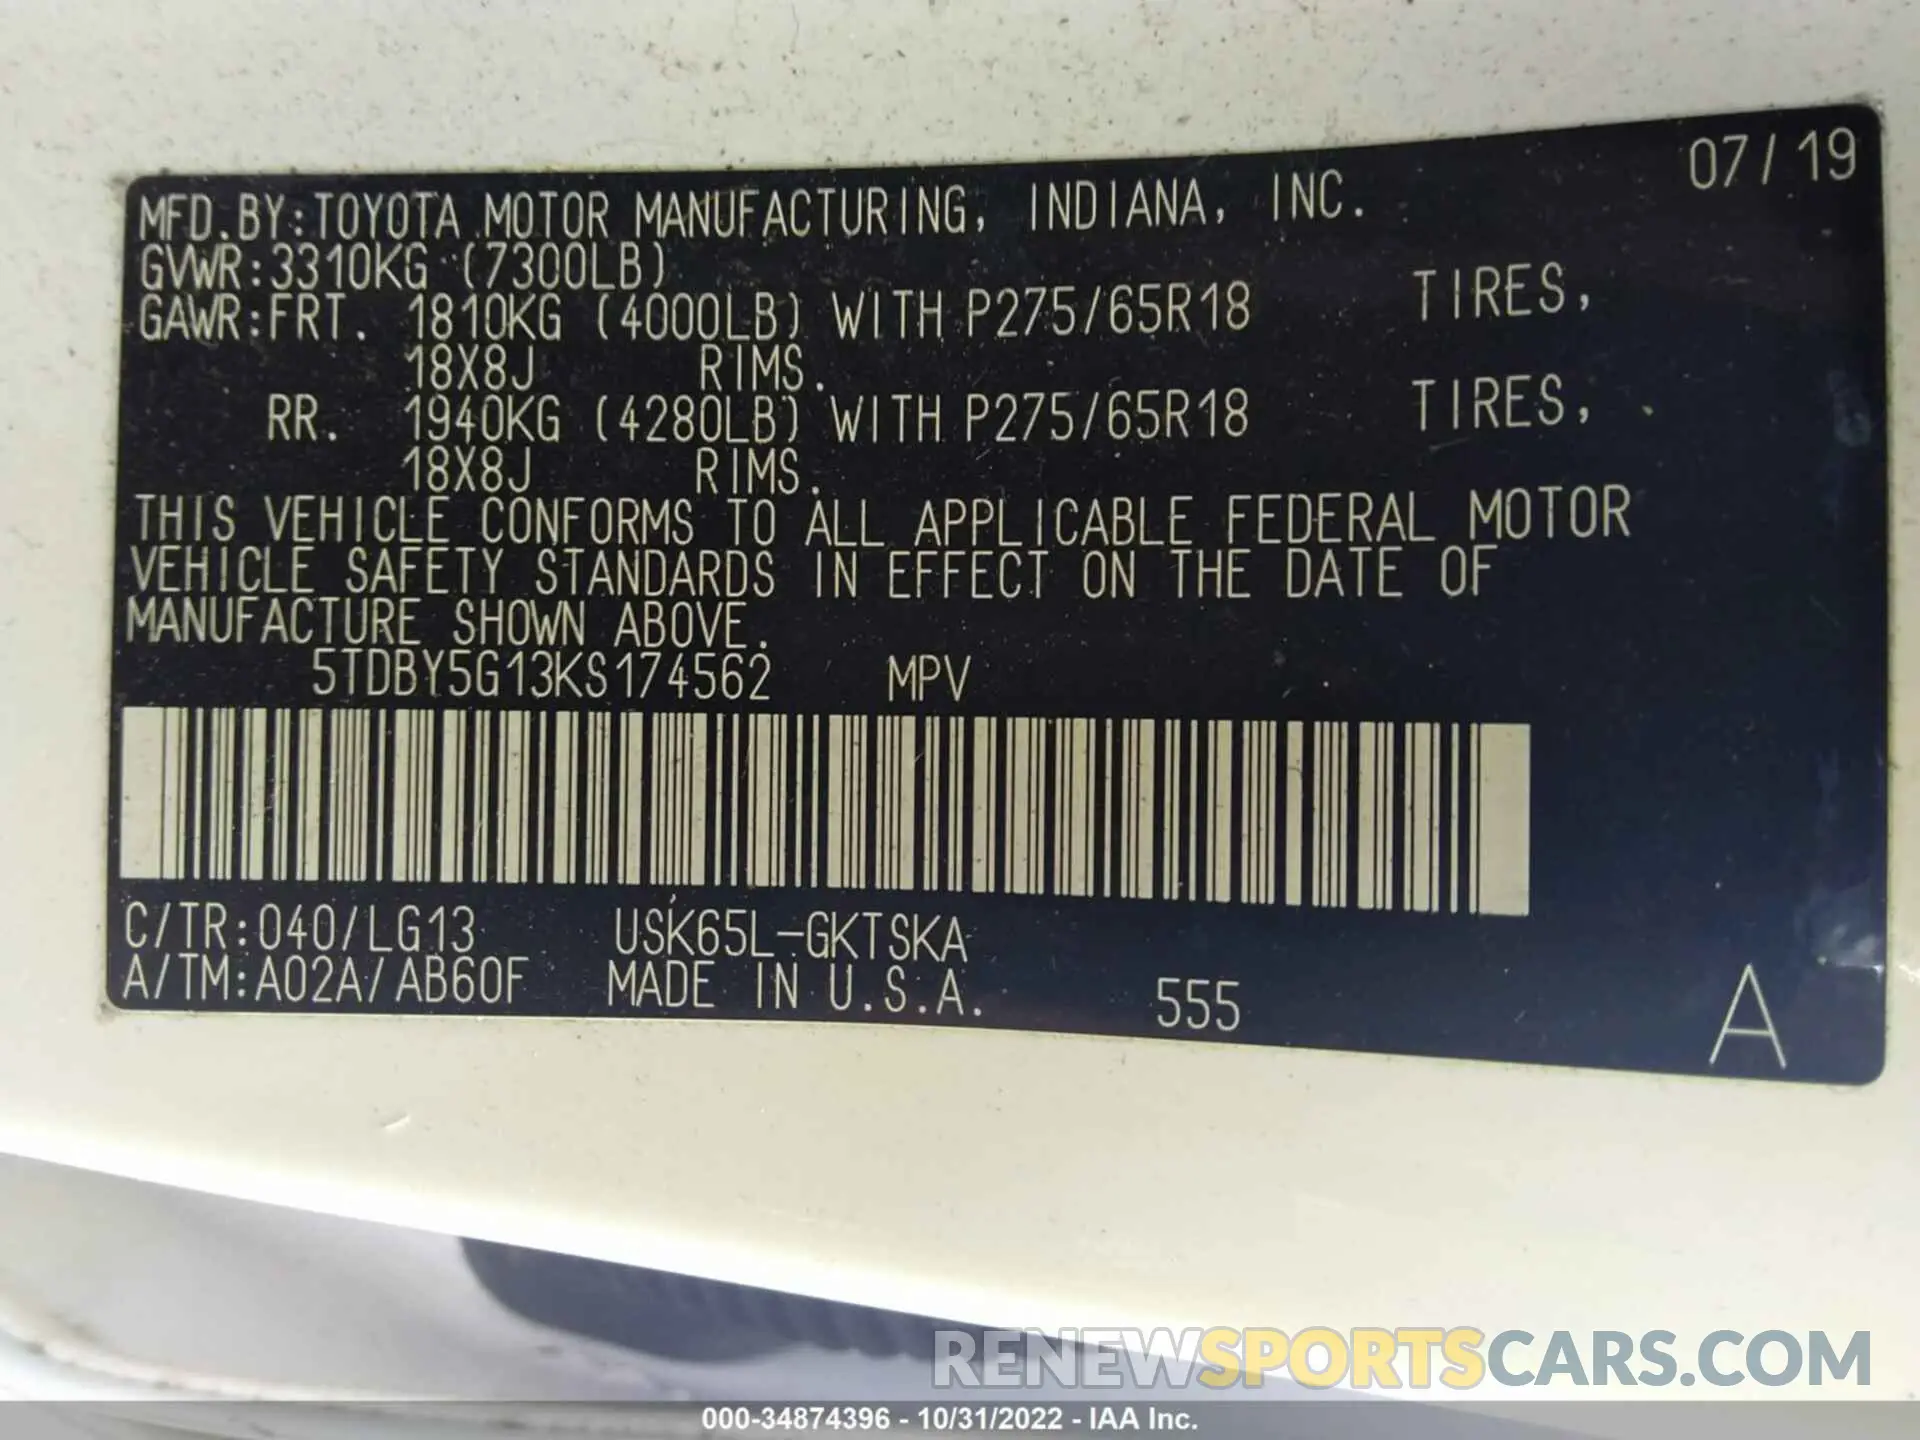 07/19
MFD.BY:TOYOTA MOTOR MANUFACTURING, INDIANA, INC.
GVWR:3310KG (7300LB)
GAWR:FRT. 1810KG (4000LB) WITH P275/65R18 TIRES,
18X8J RIMS.
RR. 1940KG (4280LB) WITH P275/65R18 TIRES,
18X8J RIMS.
THIS VEHICLE CONFORMS TO ALL APPLICABLE FEDERAL MOTOR
VEHICLE SAFETY STANDARDS IN EFFECT ON THE DATE OF
MANUFACTURE SHOWN ABOVE.
5TDBY5G13KS174562 MPV
C/TR:040/LG13 USK65L-GKTSKA
A/TM:A02A/AB60F MADE IN U.S.A. 555 A
RENEWSPORTSCARS.COM
000-34874396 - 10/31/2022 - IAA Inc.